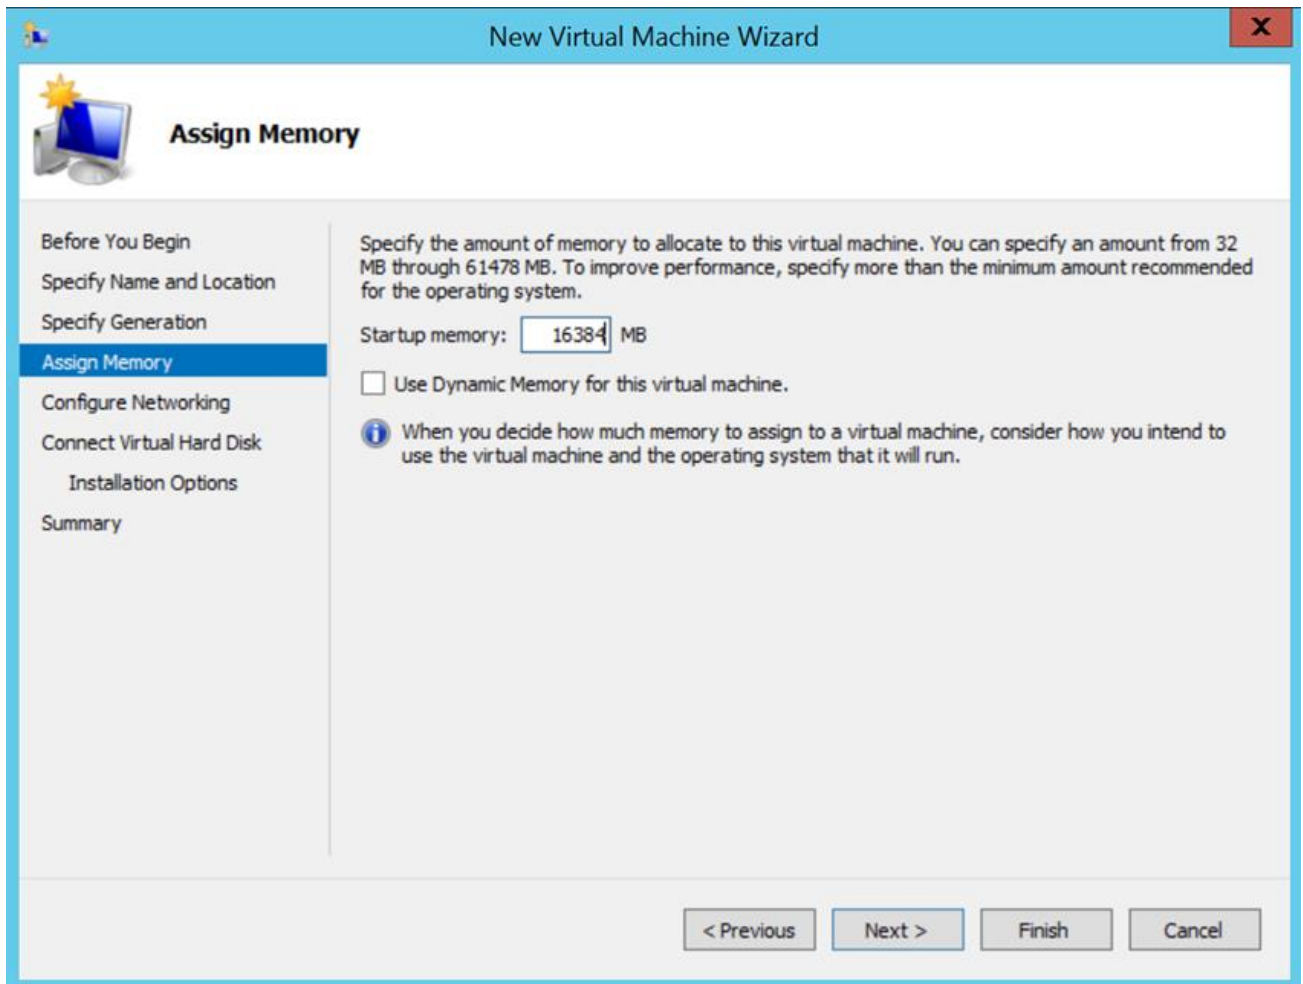 New Virtual Machine Wizard
X
Assign Memory
Before You Begin
Specify Name and Location
Specify Generation
Assign Memory
Configure Networking
Connect Virtual Hard Disk
Installation Options
Summary
Specify the amount of memory to allocate to this virtual machine. You can specify an amount from 32
MB through 61478 MB. To improve performance, specify more than the minimum amount recommended
for the operating system.
Startup memory: 16384 MB
Use Dynamic Memory for this virtual machine.
When you decide how much memory to assign to a virtual machine, consider how you intend to
use the virtual machine and the operating system that it will run.
< Previous Next > Finish Cancel